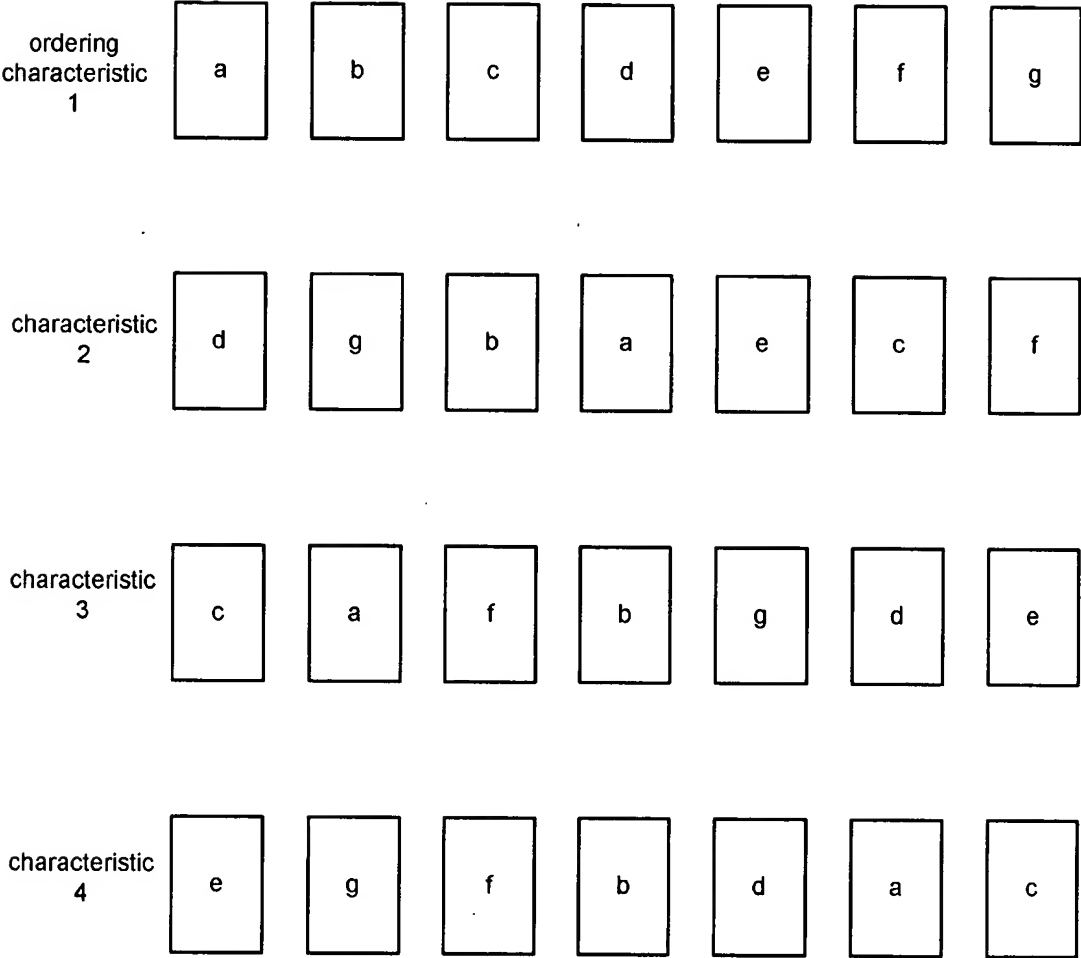 ordering
characteristic
1
a b c d e f g
characteristic
2
d g b a e c f
characteristic
3
c a f b g d e
characteristic
4
e g f b d a c